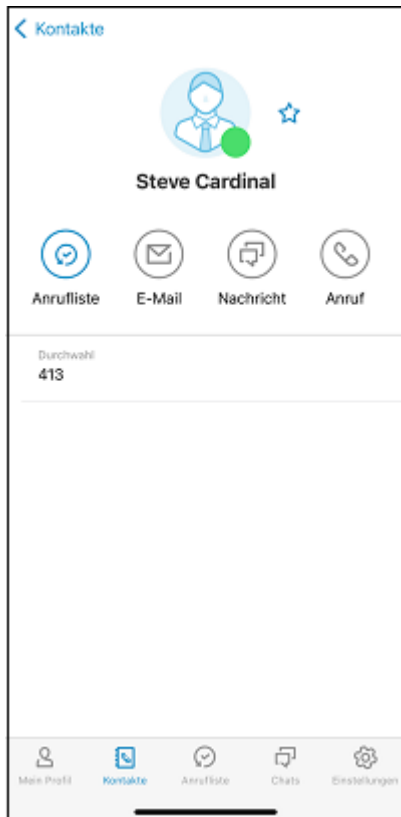 Kontakte
Steve Cardinal
Anrufliste E-Mail Nachricht Anruf
Durchwahl
413
Mein Profil Kontakte Anrufliste Chats Einstellungen